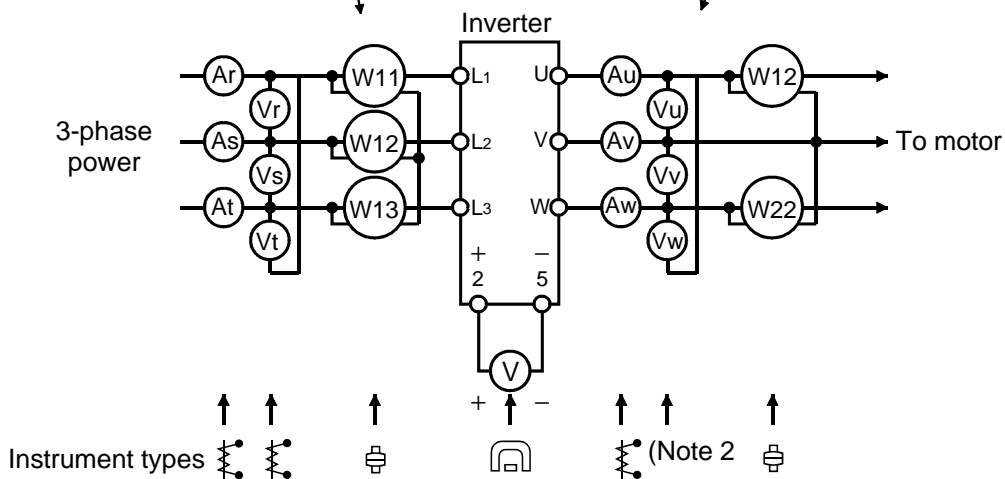 Inverter
Ar W11 L1 U Au W12
Vr Vu
3-phase
power
As W12 L2 V Av To motor
Vs Vv
At W13 L3 W Aw W22
Vt Vw
+ −
2 5
V
+ −
Instrument types (Note 2